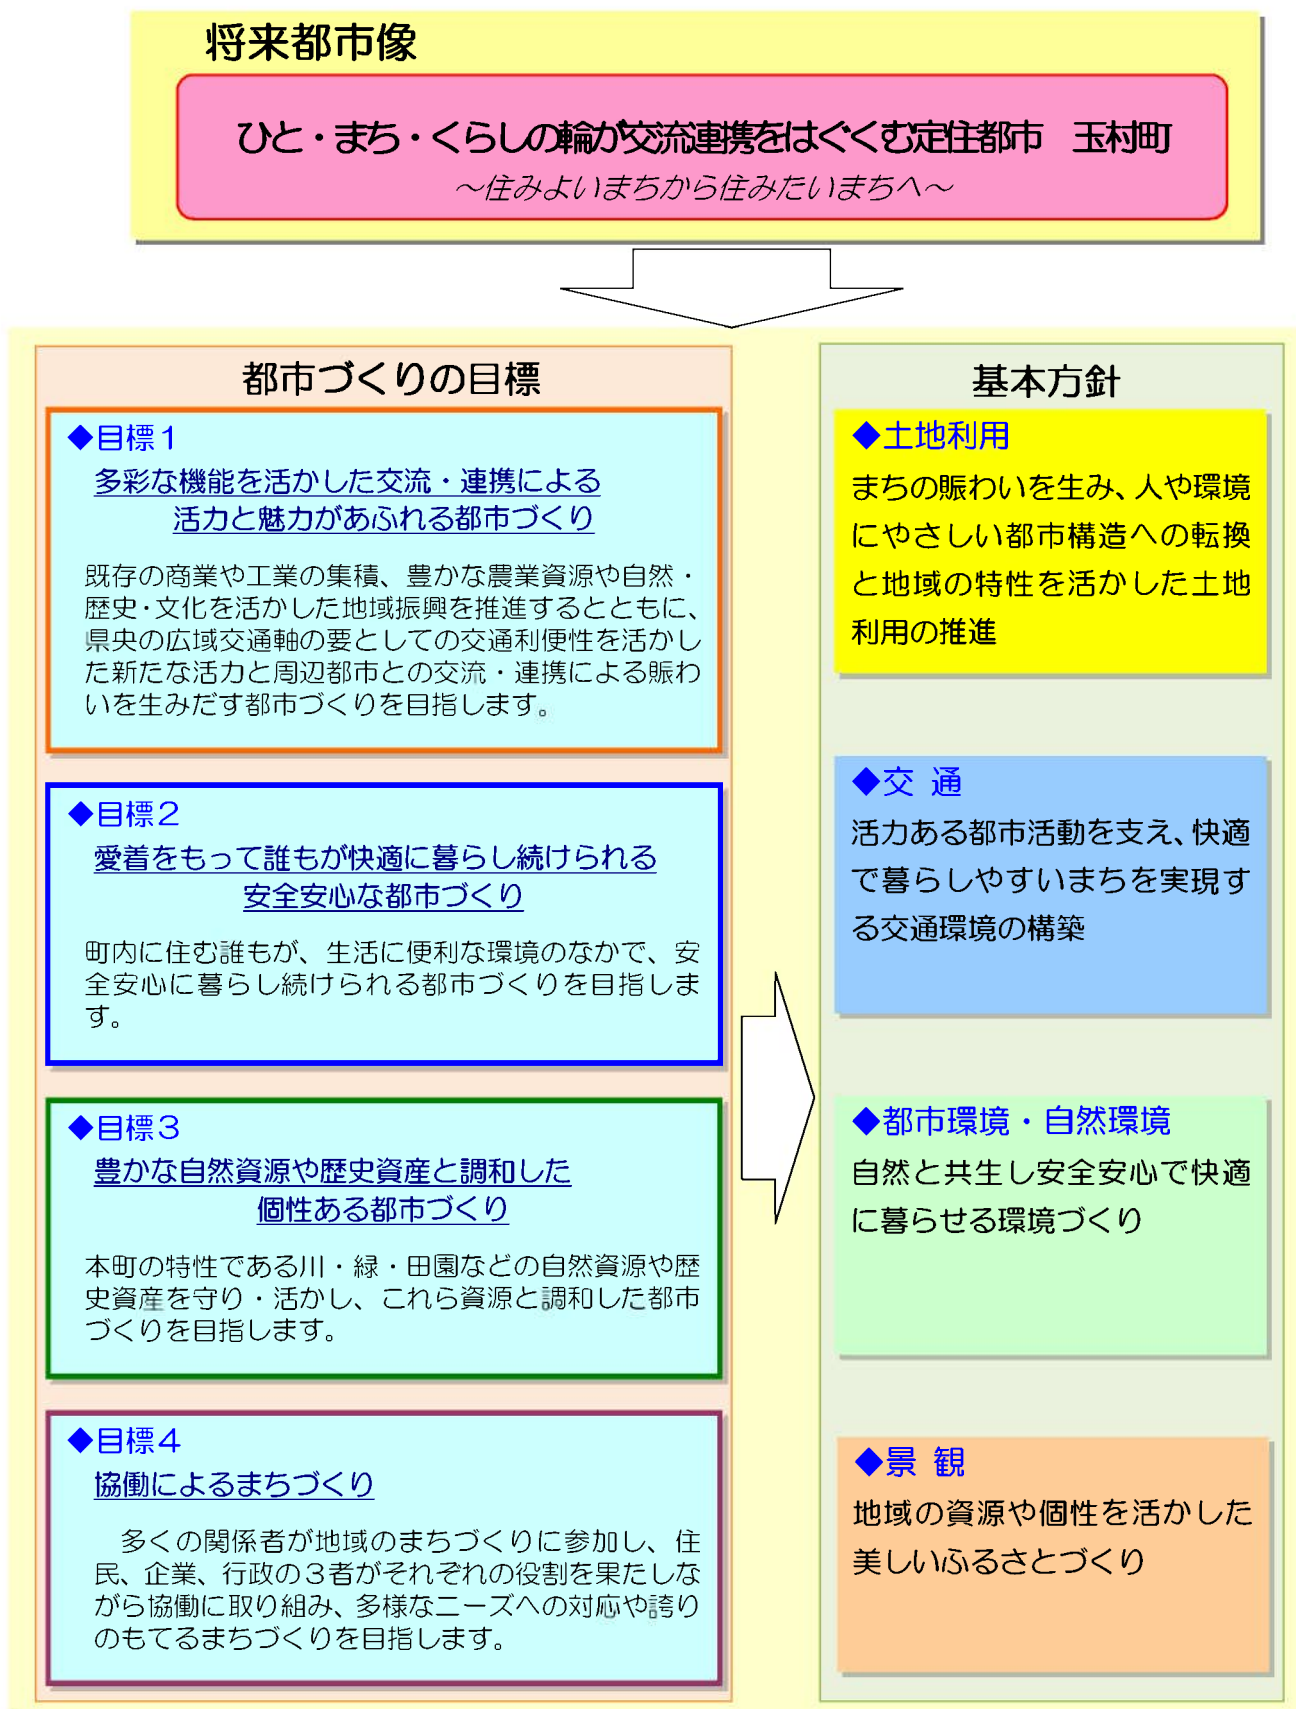 将来都市像
ひと・まち・くらしの輪が交流連携をはぐくむ定住都市　玉村町
～住みよいまちから住みたいまちへ～
都市づくりの目標
◆目標１
多彩な機能を活かした交流・連携による
活力と魅力があふれる都市づくり
既存の商業や工業の集積、豊かな農業資源や自然・
歴史・文化を活かした地域振興を推進するとともに、
県央の広域交通軸の要としての交通利便性を活かし
た新たな活力と周辺都市との交流・連携による賑わ
いを生みだす都市づくりを目指します。
◆目標２
愛着をもって誰もが快適に暮らし続けられる
安全安心な都市づくり
町内に住む誰もが、生活に便利な環境のなかで、安
全安心に暮らし続けられる都市づくりを目指しま
す。
◆目標３
豊かな自然資源や歴史資産と調和した
個性ある都市づくり
本町の特性である川・緑・田園などの自然資源や歴
史資産を守り・活かし、これら資源と調和した都市
づくりを目指します。
◆目標４
協働によるまちづくり
多くの関係者が地域のまちづくりに参加し、住
民、企業、行政の３者がそれぞれの役割を果たしな
がら協働に取り組み、多様なニーズへの対応や誇り
のもてるまちづくりを目指します。
基本方針
◆土地利用
まちの賑わいを生み、人や環境
にやさしい都市構造への転換
と地域の特性を活かした土地
利用の推進
◆交 通
活力ある都市活動を支え、快適
で暮らしやすいまちを実現す
る交通環境の構築
◆都市環境・自然環境
自然と共生し安全安心で快適
に暮らせる環境づくり
◆景 観
地域の資源や個性を活かした
美しいふるさとづくり